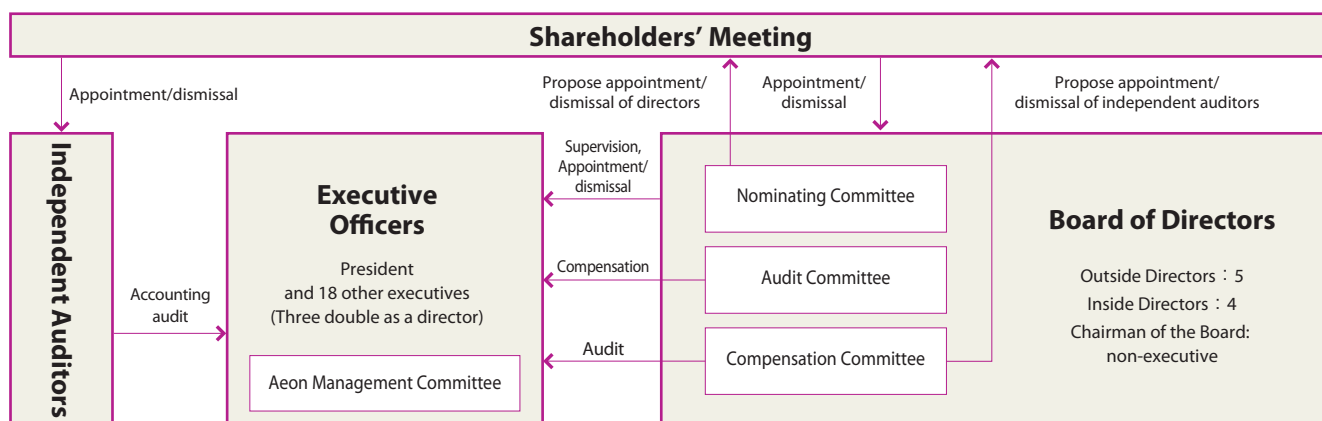 Shareholders' Meeting
Appointment/dismissal
Propose appointment/
dismissal of directors
Appointment/
dismissal
Propose appointment/
dismissal of independent auditors
Independent Auditors
Accounting
audit
Executive
Officers
President
and 18 other executives
(Three double as a director)
Aeon Management Committee
Supervision,
Appointment/
dismissal
Compensation
Audit
Nominating Committee
Audit Committee
Compensation Committee
Board of Directors
Outside Directors：5
Inside Directors：4
Chairman of the Board:
non-executive